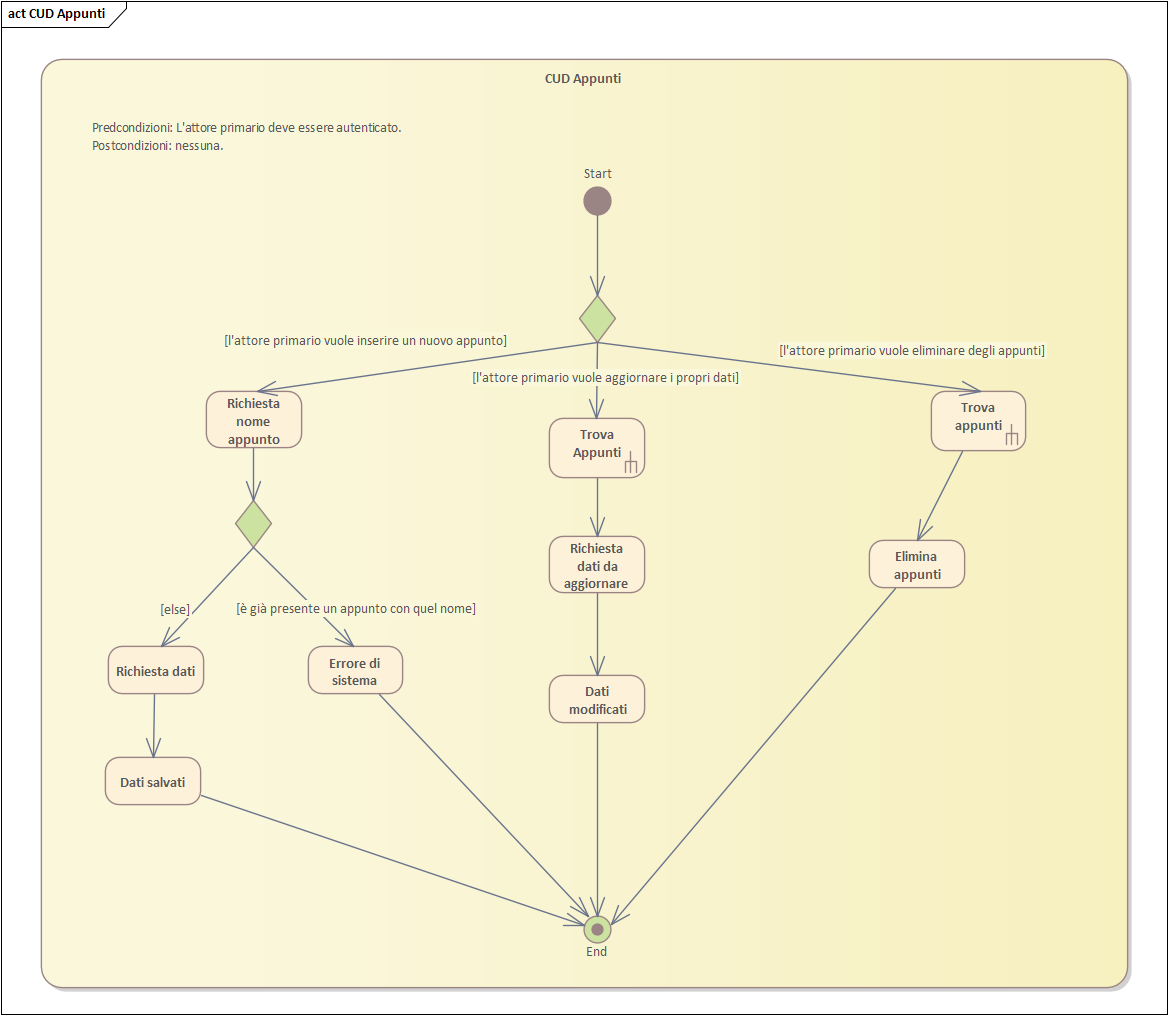 act CUD Appunti
CUD Appunti
Predcondizioni: L'attore primario deve essere autenticato.
Postcondizioni: nessuna.
Start
[l'attore primario vuole inserire un nuovo appunto]
[l'attore primario vuole eliminare degli appunti]
[l'attore primario vuole aggiornare i propri dati]
Richiesta
nome
appunto
Trova
Appunti
Trova
appunti
Richiesta
dati da
aggiornare
Elimina
appunti
[else]
[è già presente un appunto con quel nome]
Richiesta dati
Errore di
sistema
Dati
modificati
Dati salvati
End